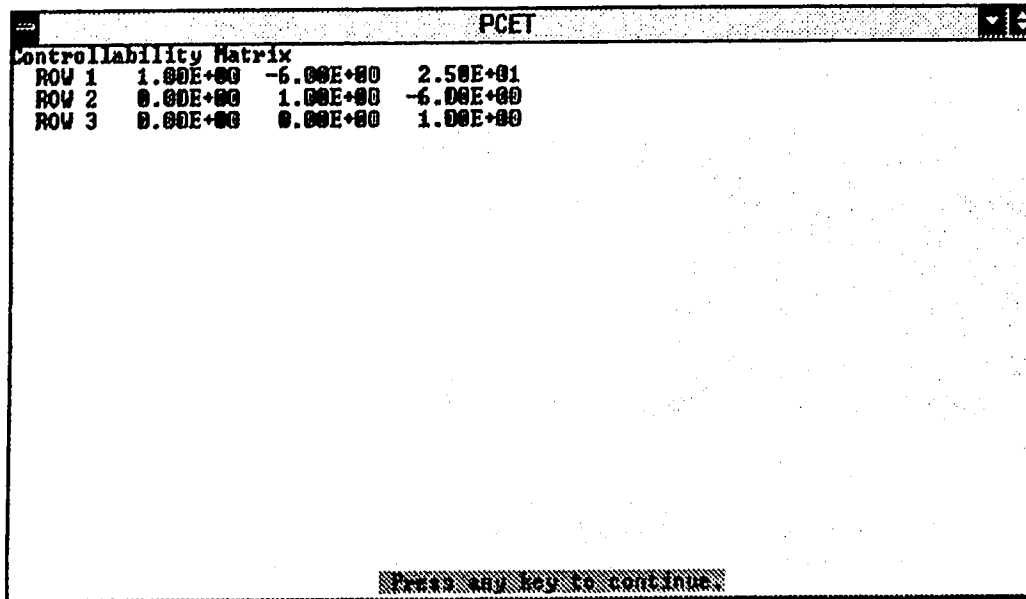 PCET
Controllability Matrix
ROW 1 1.00E+00 -6.00E+00 2.50E+01
ROW 2 0.00E+00 1.00E+00 -6.00E+00
ROW 3 0.00E+00 0.00E+00 1.00E+00
Press any key to continue.